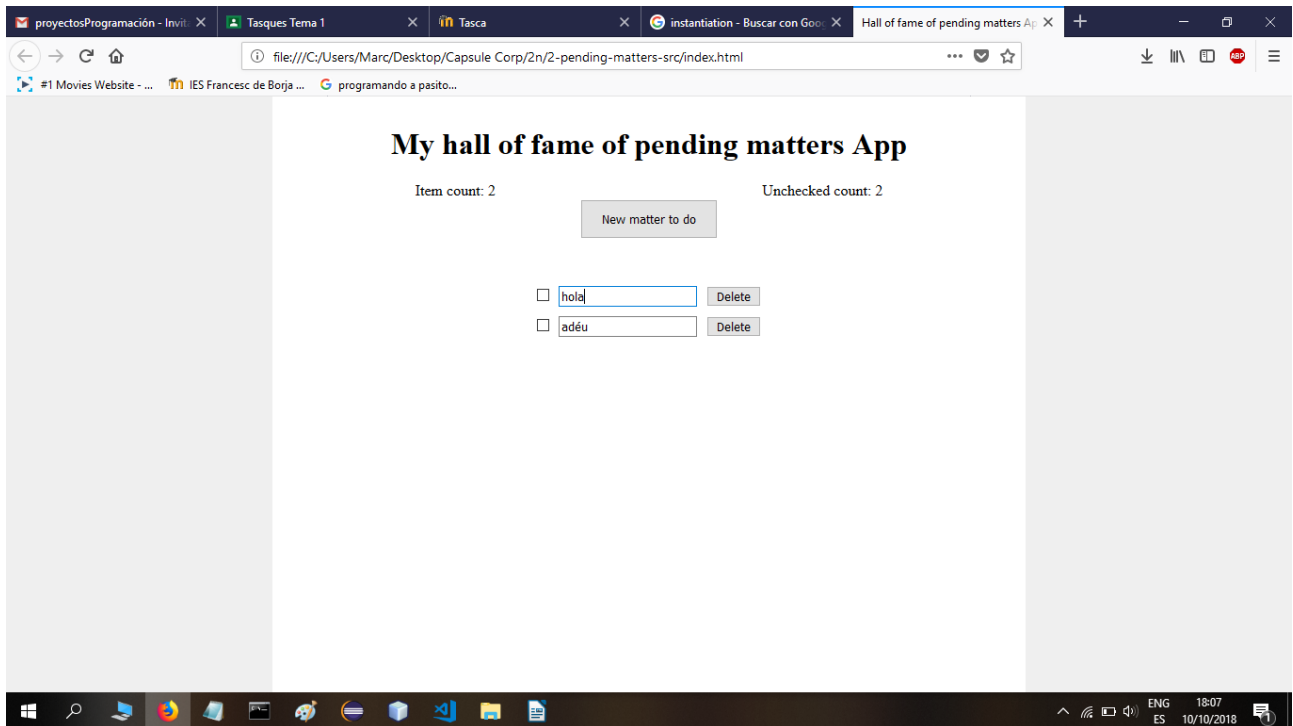 proyectosProgramación - Invit
Tasques Tema 1
Tasca
instantiation - Buscar con Goo
Hall of fame of pending matters Ap
file:///C:/Users/Marc/Desktop/Capsule Corp/2n/2-pending-matters-src/index.html
ABP
#1 Movies Website - ...
IES Francesc de Borja ...
programando a pasito...
My hall of fame of pending matters App
Item count: 2
Unchecked count: 2
New matter to do
hola
Delete
adéu
Delete
ENG
ES
18:07
10/10/2018
1